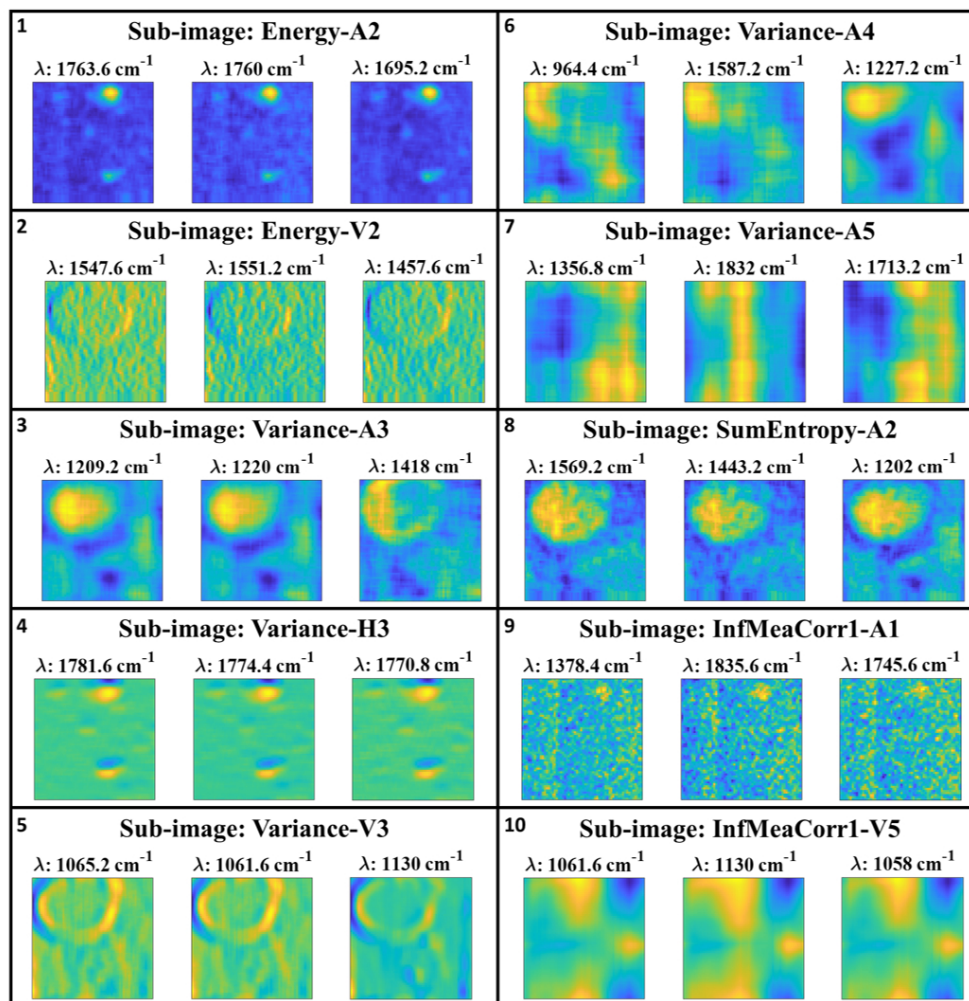 1
Sub-image: Energy-A2
λ: 1763.6 cm⁻¹ λ: 1760 cm⁻¹ λ: 1695.2 cm⁻¹
2
Sub-image: Energy-V2
λ: 1547.6 cm⁻¹ λ: 1551.2 cm⁻¹ λ: 1457.6 cm⁻¹
3
Sub-image: Variance-A3
λ: 1209.2 cm⁻¹ λ: 1220 cm⁻¹ λ: 1418 cm⁻¹
4
Sub-image: Variance-H3
λ: 1781.6 cm⁻¹ λ: 1774.4 cm⁻¹ λ: 1770.8 cm⁻¹
5
Sub-image: Variance-V3
λ: 1065.2 cm⁻¹ λ: 1061.6 cm⁻¹ λ: 1130 cm⁻¹
6
Sub-image: Variance-A4
λ: 964.4 cm⁻¹ λ: 1587.2 cm⁻¹ λ: 1227.2 cm⁻¹
7
Sub-image: Variance-A5
λ: 1356.8 cm⁻¹ λ: 1832 cm⁻¹ λ: 1713.2 cm⁻¹
8
Sub-image: SumEntropy-A2
λ: 1569.2 cm⁻¹ λ: 1443.2 cm⁻¹ λ: 1202 cm⁻¹
9
Sub-image: InfMeaCorr1-A1
λ: 1378.4 cm⁻¹ λ: 1835.6 cm⁻¹ λ: 1745.6 cm⁻¹
10
Sub-image: InfMeaCorr1-V5
λ: 1061.6 cm⁻¹ λ: 1130 cm⁻¹ λ: 1058 cm⁻¹